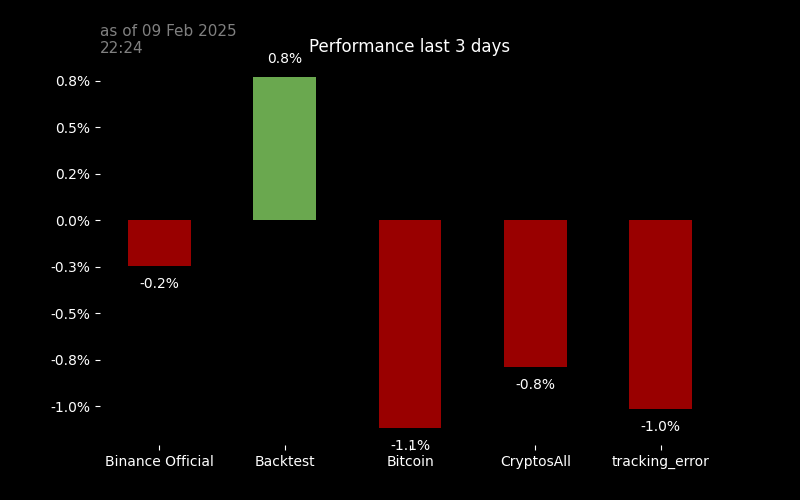 as of 09 Feb 2025
22:24
Performance last 3 days
0.8%
0.8%
0.5%
0.2%
0.0%
-0.3%
-0.2%
-0.5%
-0.8%
-0.8%
-1.0%
-1.0%
-1.1%
Binance Official
Backtest
Bitcoin
CryptosAll
tracking_error